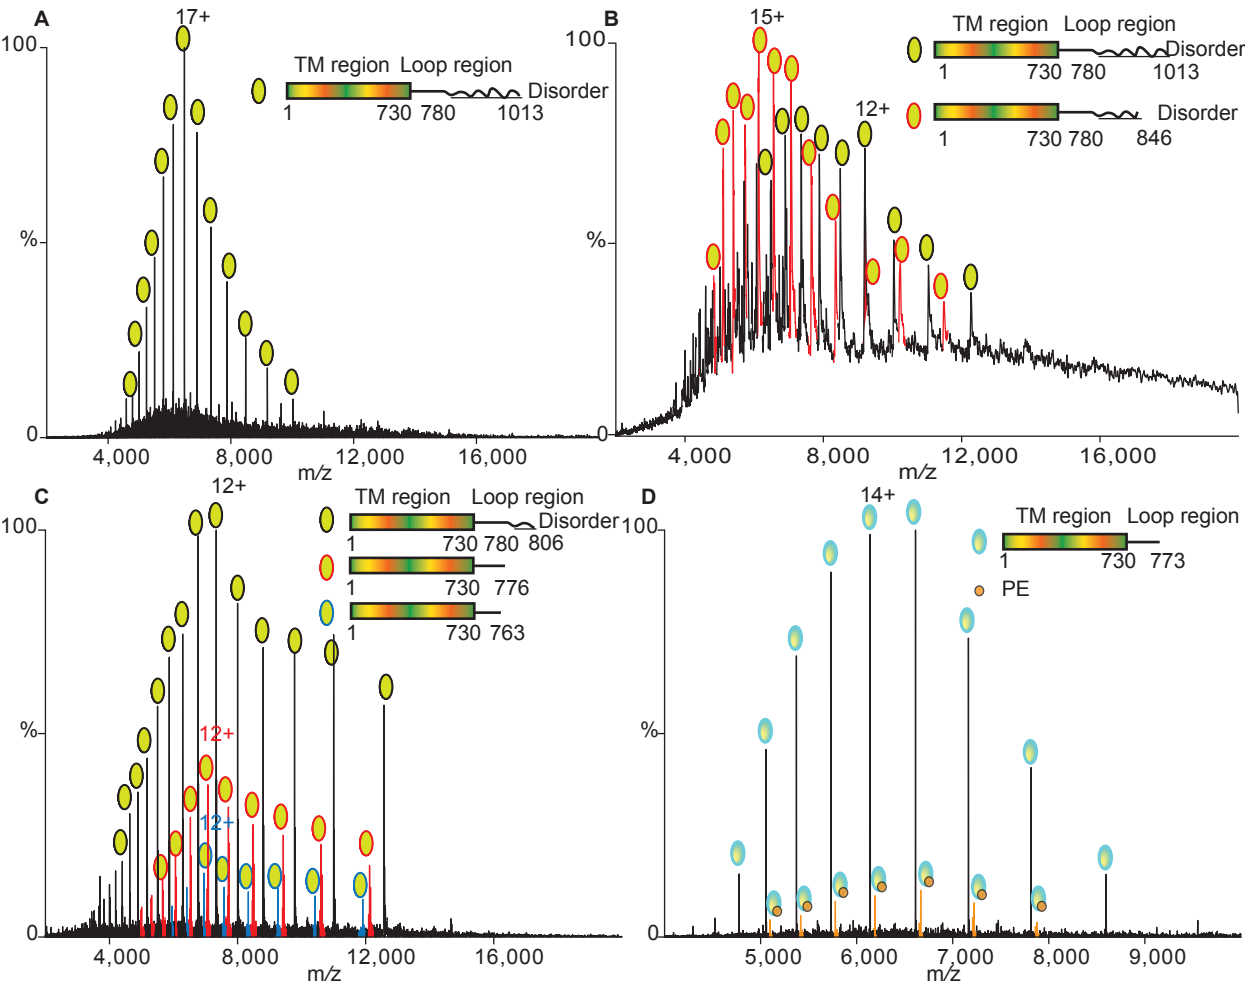 A
17+
100
%
0
TM region Loop region
Disorder
1 730 780 1013
4,000 8,000 12,000 16,000
m/z
B
15+
12+
100
%
0
TM region Loop region
Disorder
1 730 780 1013
Disorder
1 730 780 846
4,000 8,000 12,000 16,000
m/z
C
12+
100
%
0
TM region Loop region
Disorder
1 730 780 806
1 730 776
1 730 763
12+
12+
4,000 8,000 12,000 16,000
m/z
D
14+
100
%
0
TM region Loop region
1 730 773
PE
5,000 6,000 7,000 8,000 9,000
m/z